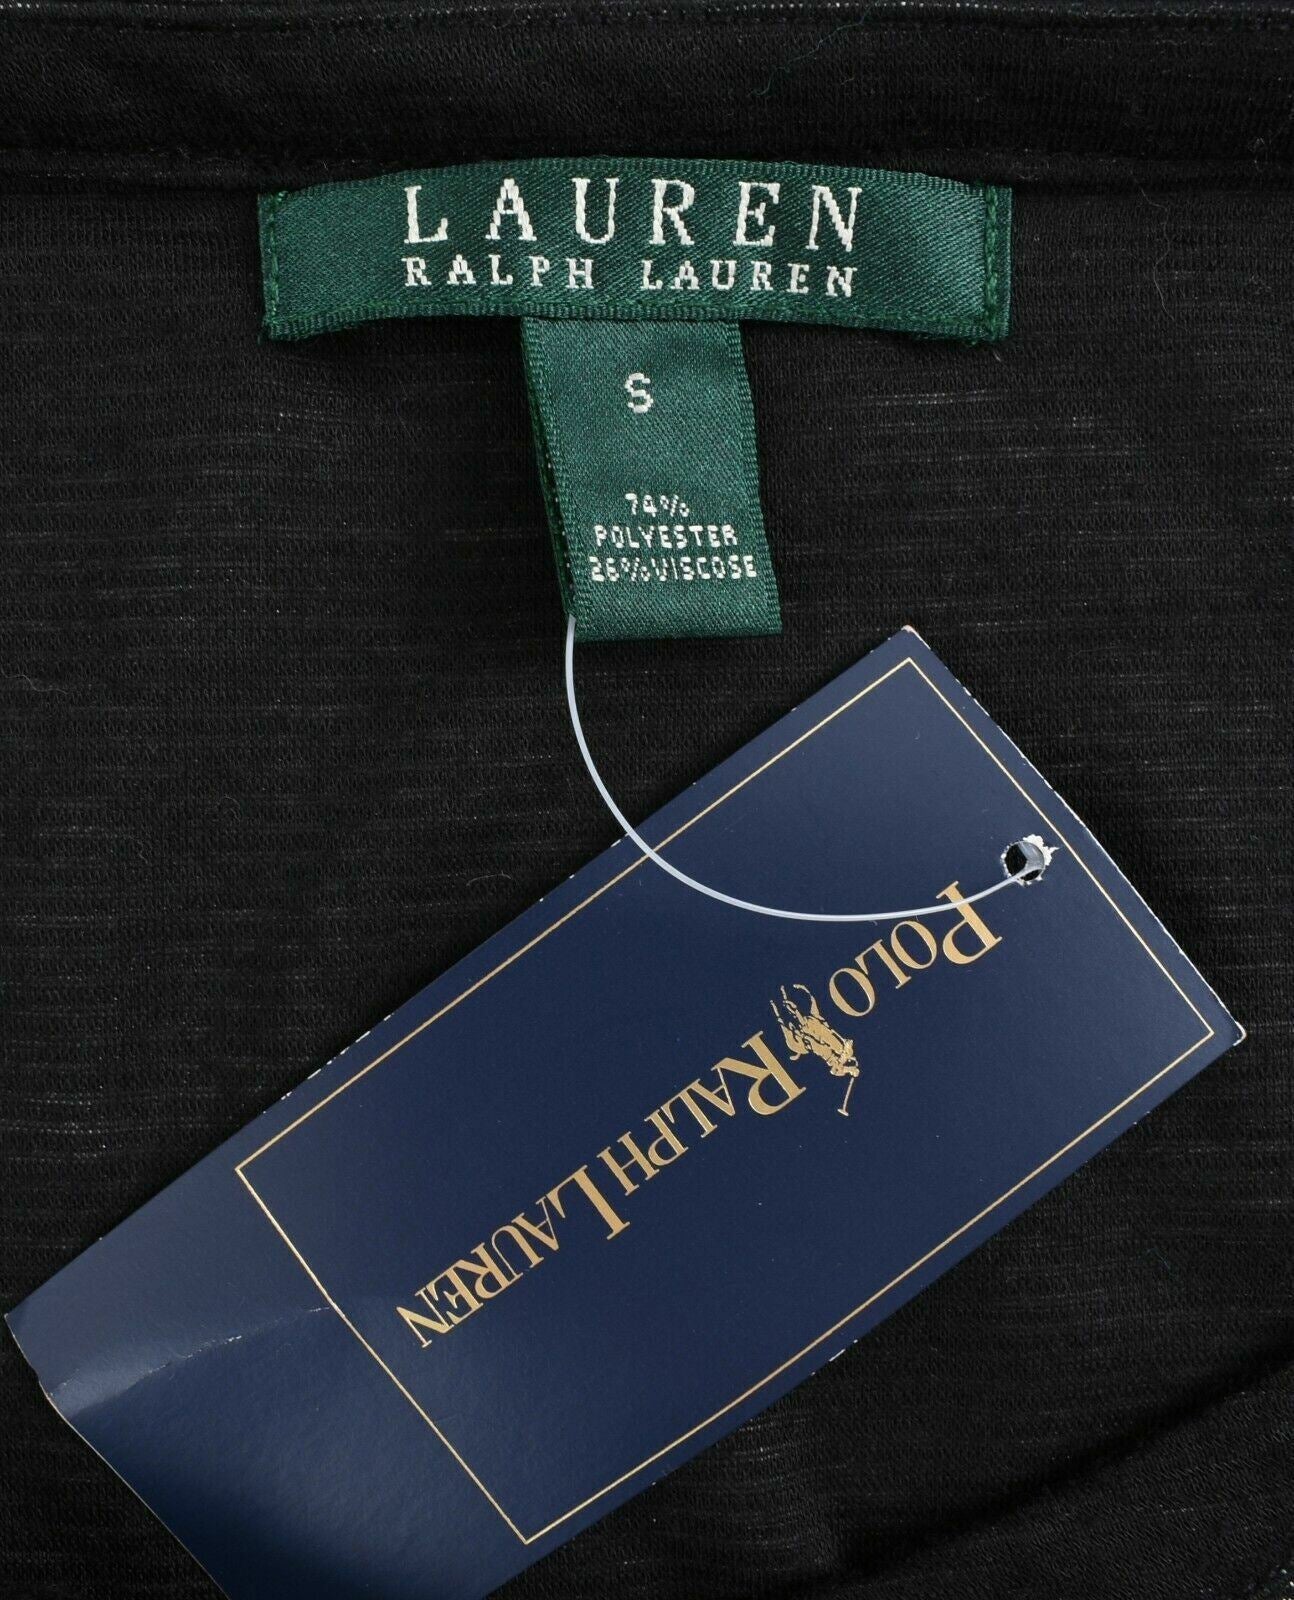 LAUREN
RALPH LAUREN
S
74%
POLYESTER
26%VISCOSE
POLO RALPH LAUREN